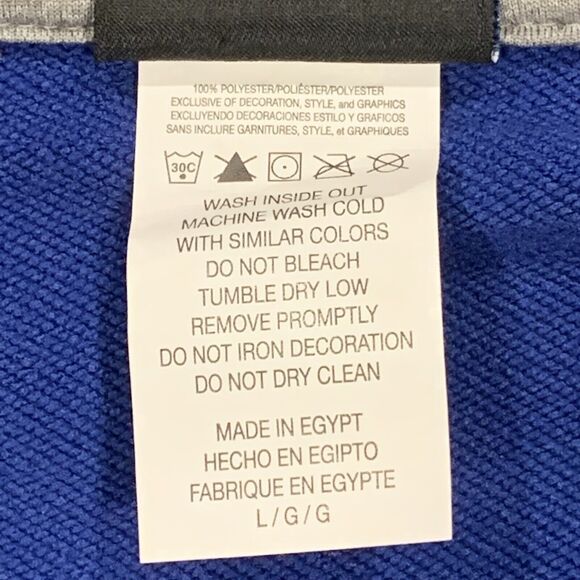 100% POLYESTER/POLIÉSTER/POLYESTER
EXCLUSIVE OF DECORATION, STYLE, and GRAPHICS
EXCLUYENDO DECORACIONES ESTILO Y GRAFICOS
SANS INCLURE GARNITURES, STYLE, et GRAPHIQUES
30C
WASH INSIDE OUT
MACHINE WASH COLD
WITH SIMILAR COLORS
DO NOT BLEACH
TUMBLE DRY LOW
REMOVE PROMPTLY
DO NOT IRON DECORATION
DO NOT DRY CLEAN
MADE IN EGYPT
HECHO EN EGIPTO
FABRIQUE EN EGYPTE
L/G/G